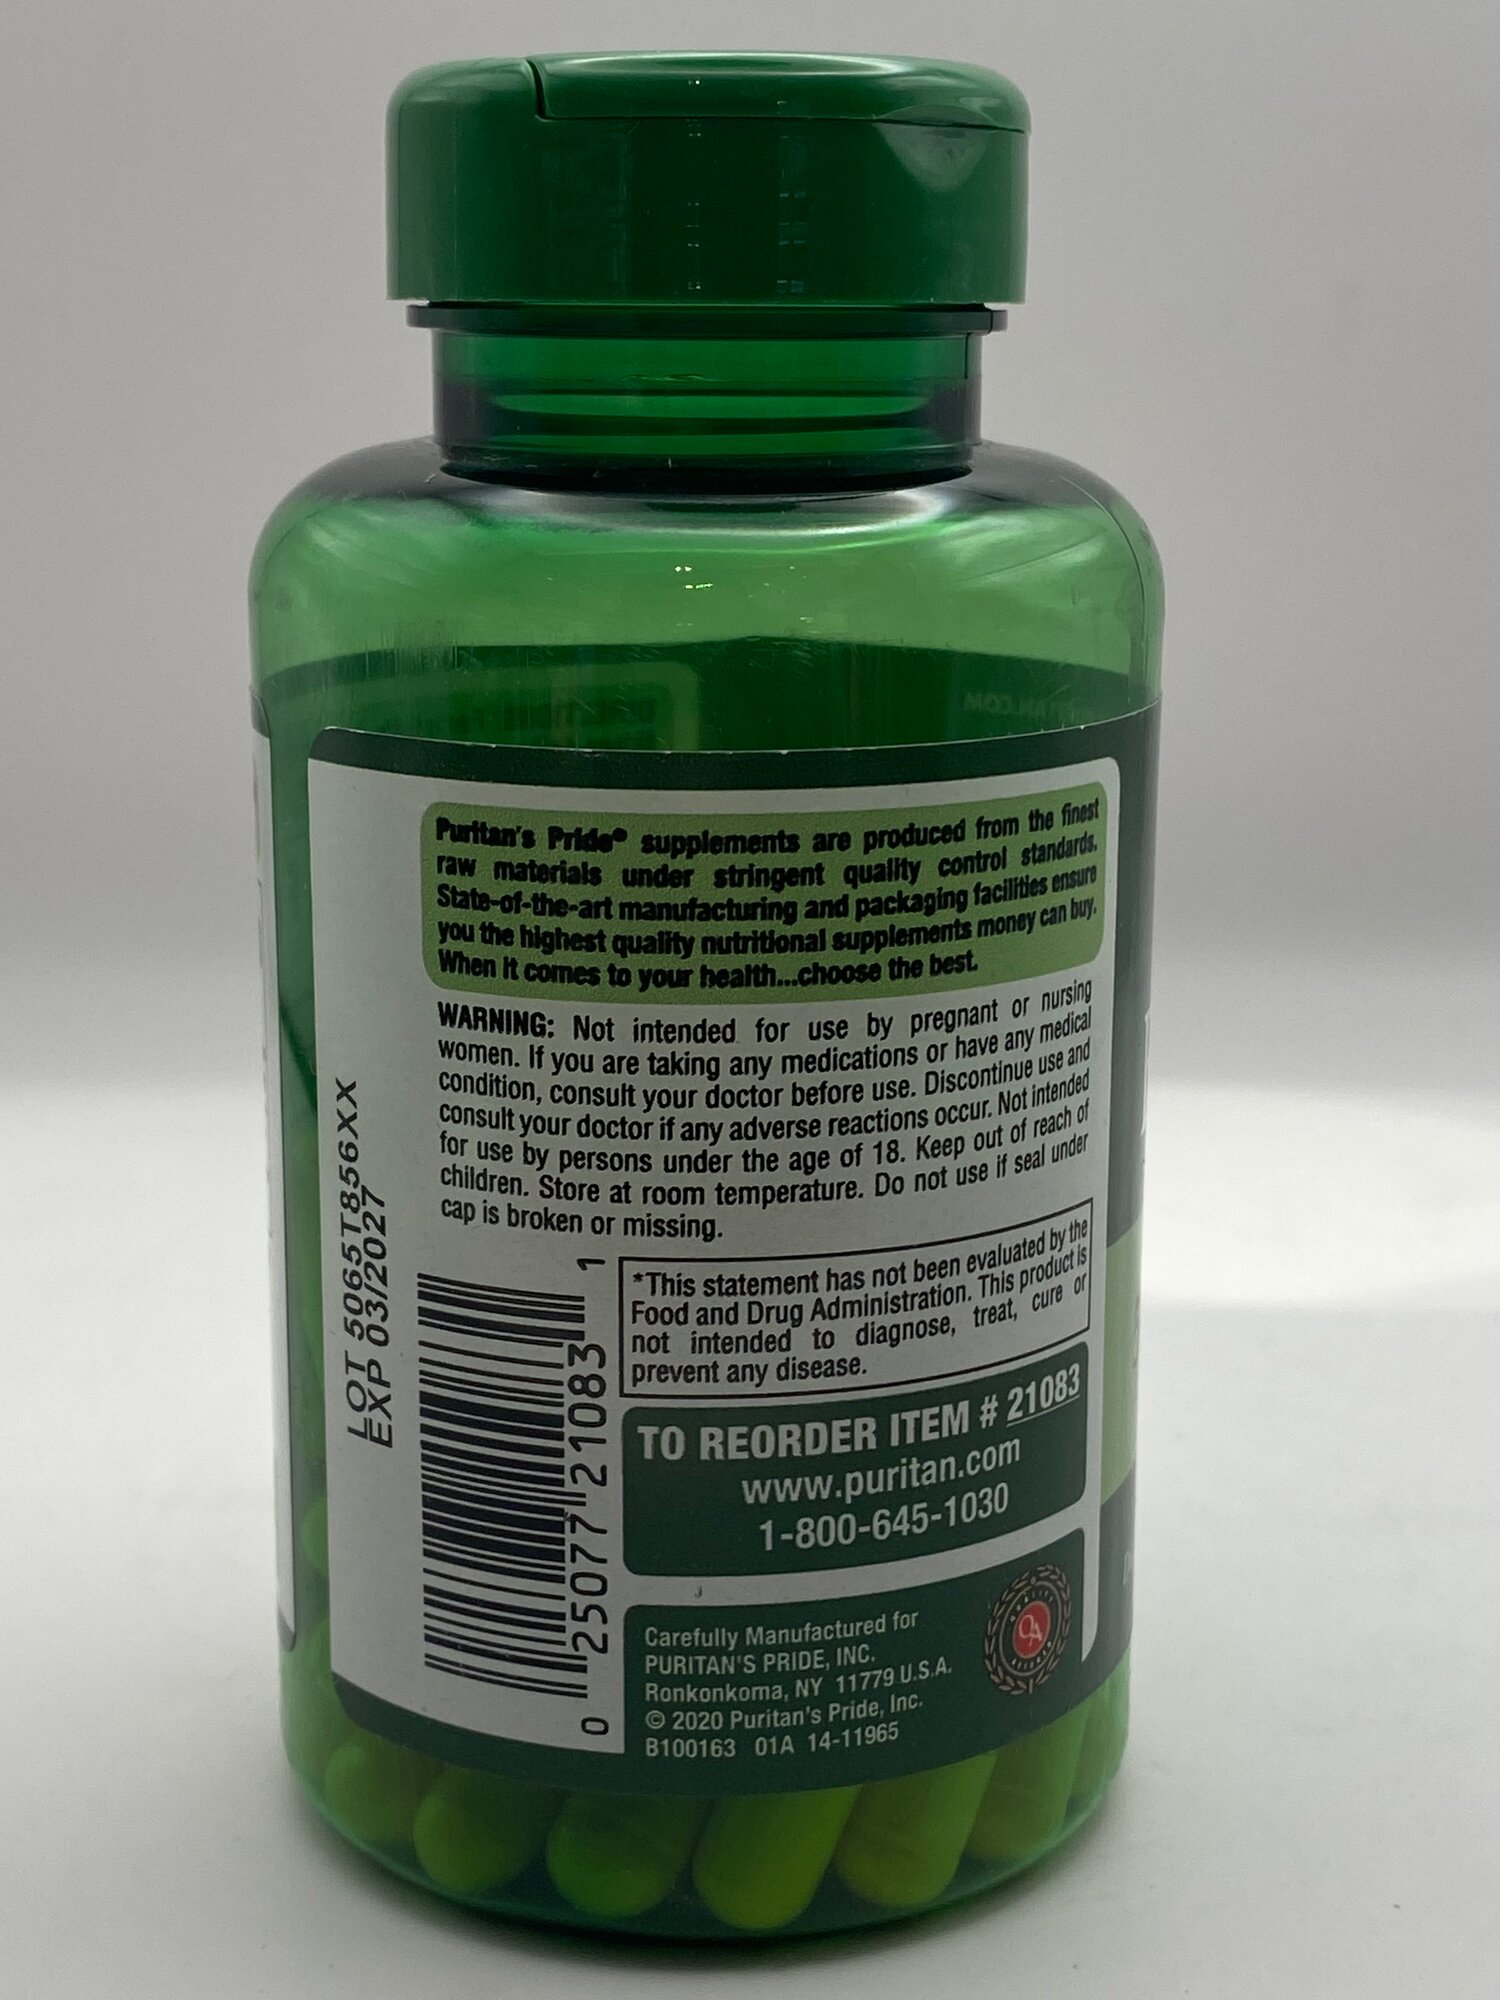 Puritan's Pride® supplements are produced from the finest
raw materials under stringent quality control standards.
State-of-the-art manufacturing and packaging facilities ensure
you the highest quality nutritional supplements money can buy.
When it comes to your health...choose the best.
WARNING: Not intended for use by pregnant or nursing
women. If you are taking any medications or have any medical
condition, consult your doctor before use. Discontinue use and
consult your doctor if any adverse reactions occur. Not intended
for use by persons under the age of 18. Keep out of reach of
children. Store at room temperature. Do not use if seal under
cap is broken or missing.
LOT 5065T856XX
EXP 03/2027
0 25077 21083 1
*This statement has not been evaluated by the
Food and Drug Administration. This product is
not intended to diagnose, treat, cure or
prevent any disease.
TO REORDER ITEM # 21083
www.puritan.com
1-800-645-1030
Carefully Manufactured for
PURITAN'S PRIDE, INC.
Ronkonkoma, NY 11779 U.S.A.
© 2020 Puritan's Pride, Inc.
B100163 01A 14-11965
QA